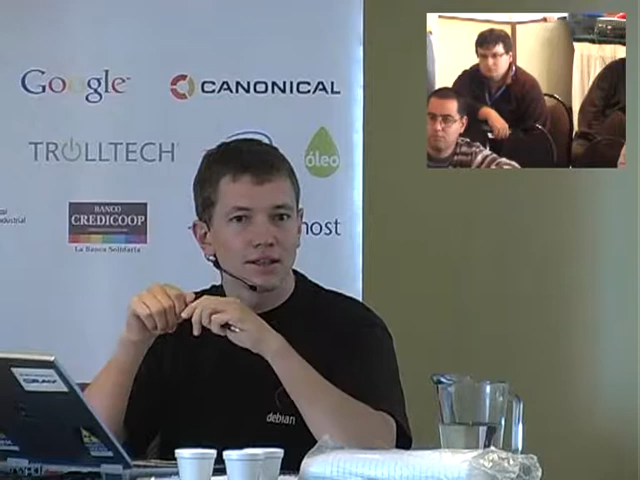 Google
CANONICAL
TROLLTECH
óleo
BANCO
CREDICOOP
La Banca Solidaria
host
debian